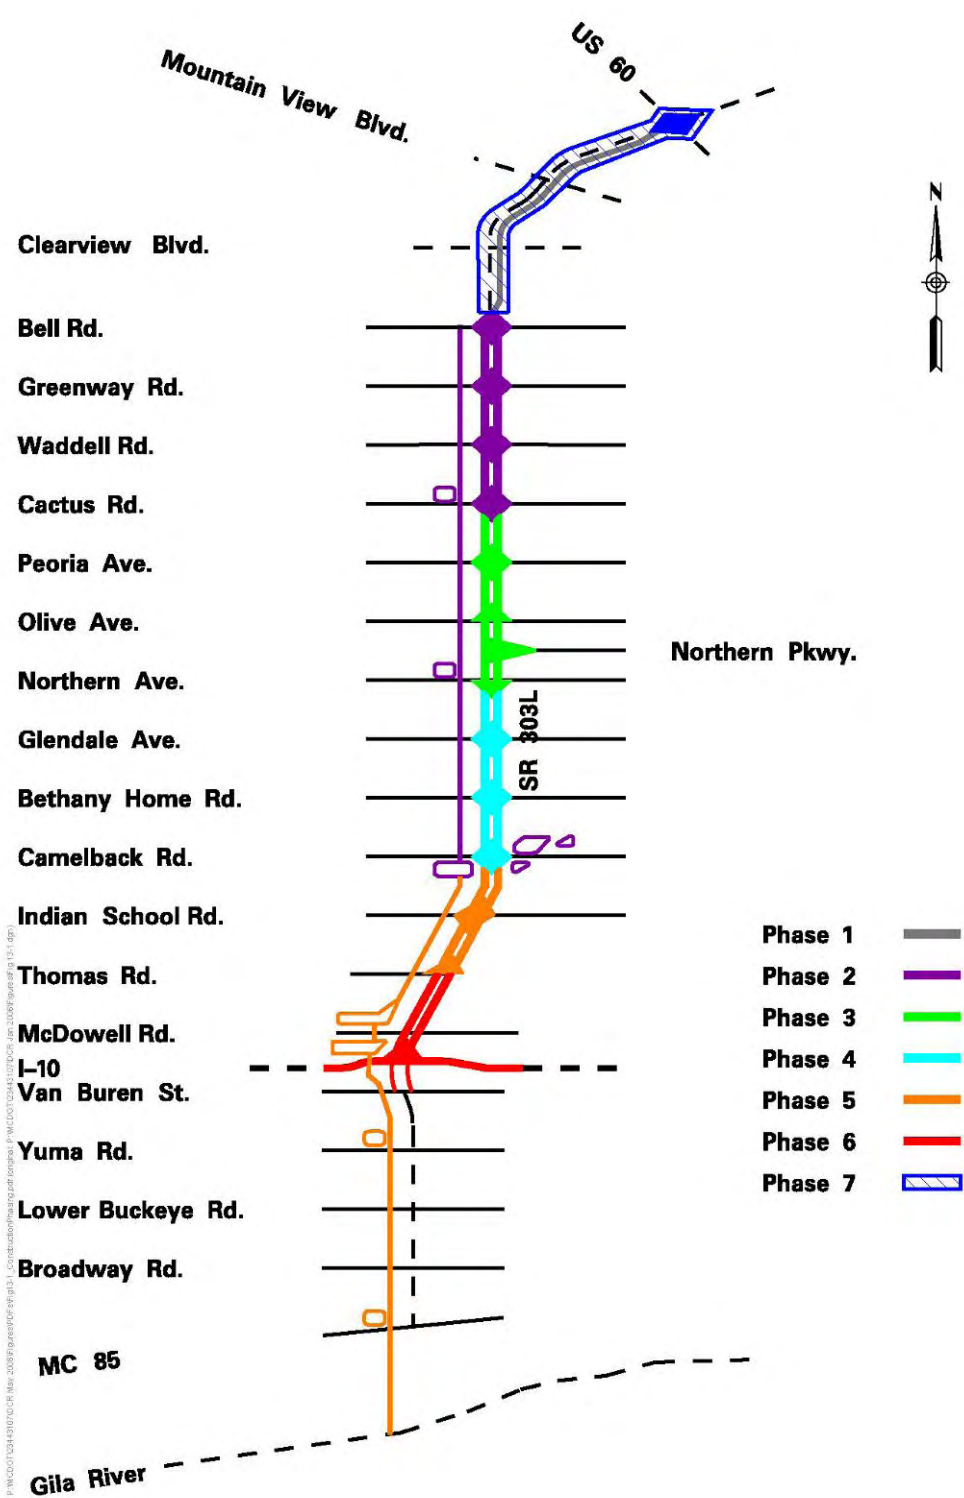 US 60
Mountain View Blvd.
N
Clearview Blvd.
Bell Rd.
Greenway Rd.
Waddell Rd.
Cactus Rd.
Peoria Ave.
Olive Ave.
Northern Pkwy.
Northern Ave.
SR 303L
Glendale Ave.
Bethany Home Rd.
Camelback Rd.
Indian School Rd.
Thomas Rd.
McDowell Rd.
I-10
Van Buren St.
Yuma Rd.
Lower Buckeye Rd.
Broadway Rd.
MC 85
Gila River
Phase 1
Phase 2
Phase 3
Phase 4
Phase 5
Phase 6
Phase 7